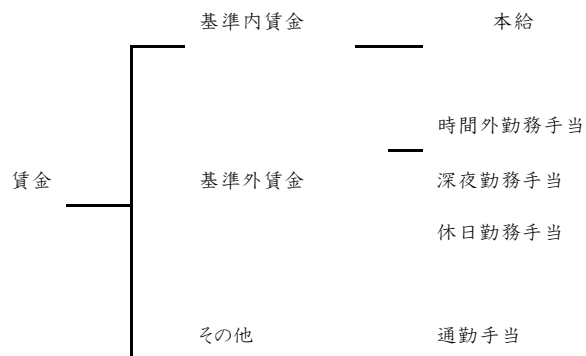 基準内賃金 本給
時間外勤務手当
賃金 基準外賃金 深夜勤務手当
休日勤務手当
その他 通勤手当